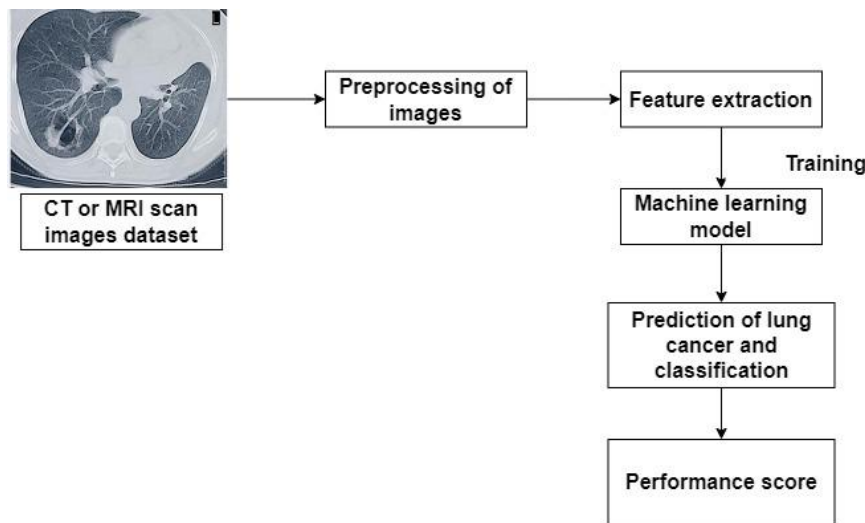 CT or MRI scan
images dataset
Preprocessing of
images
Feature extraction
Training
Machine learning
model
Prediction of lung
cancer and
classification
Performance score